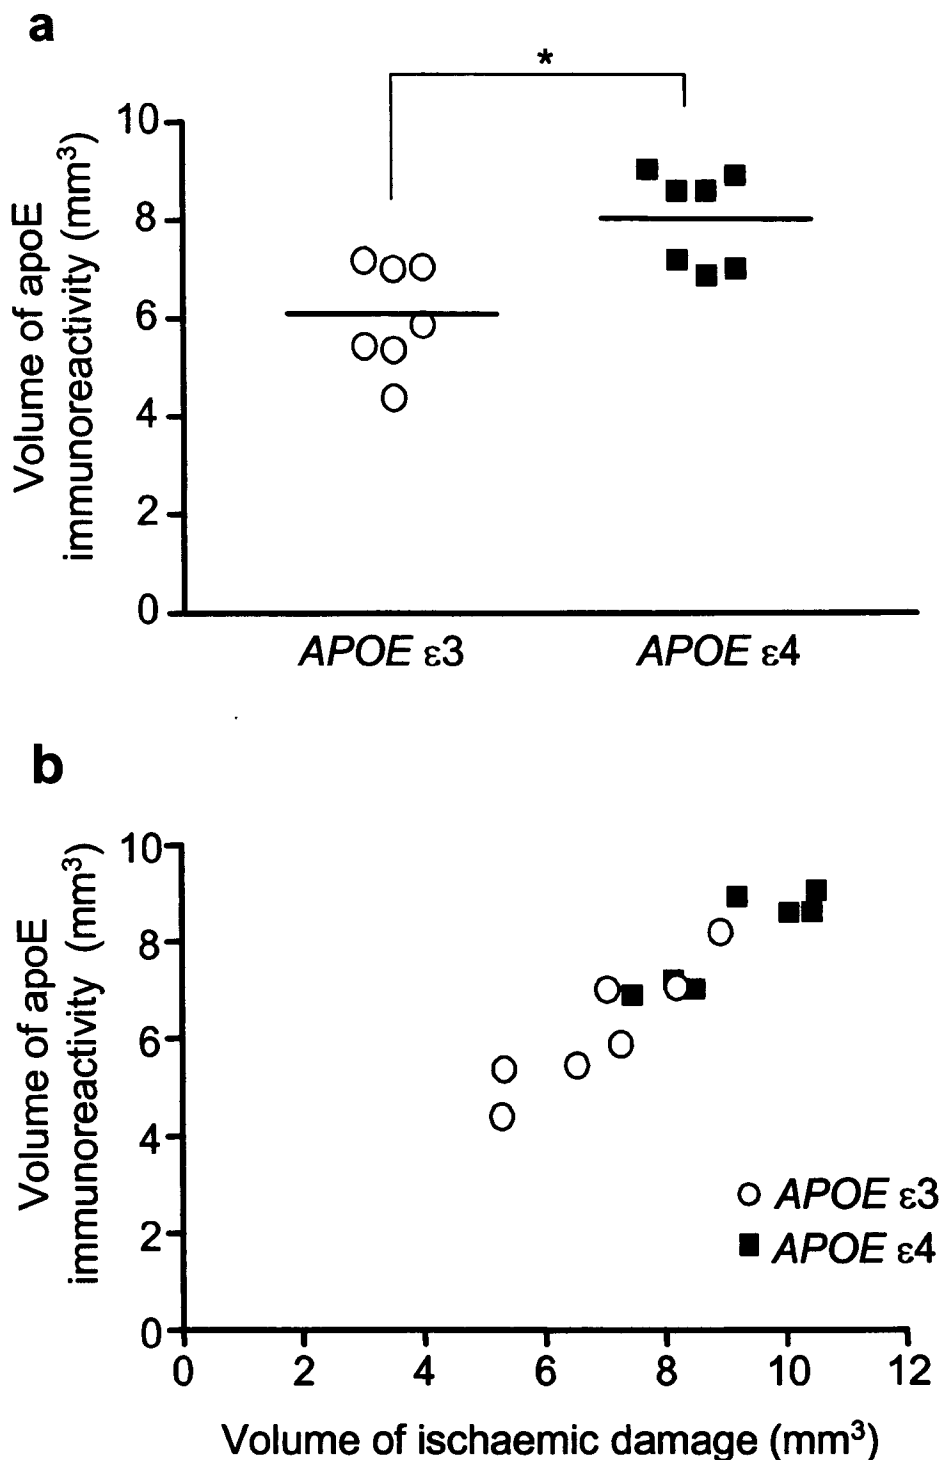 a
*
Volume of apoE
immunoreactivity (mm³)
10
8
6
4
2
0
APOE ε3
APOE ε4
b
Volume of apoE
immunoreactivity (mm³)
10
8
6
4
2
0
0 2 4 6 8 10 12
APOE ε3
APOE ε4
Volume of ischaemic damage (mm³)